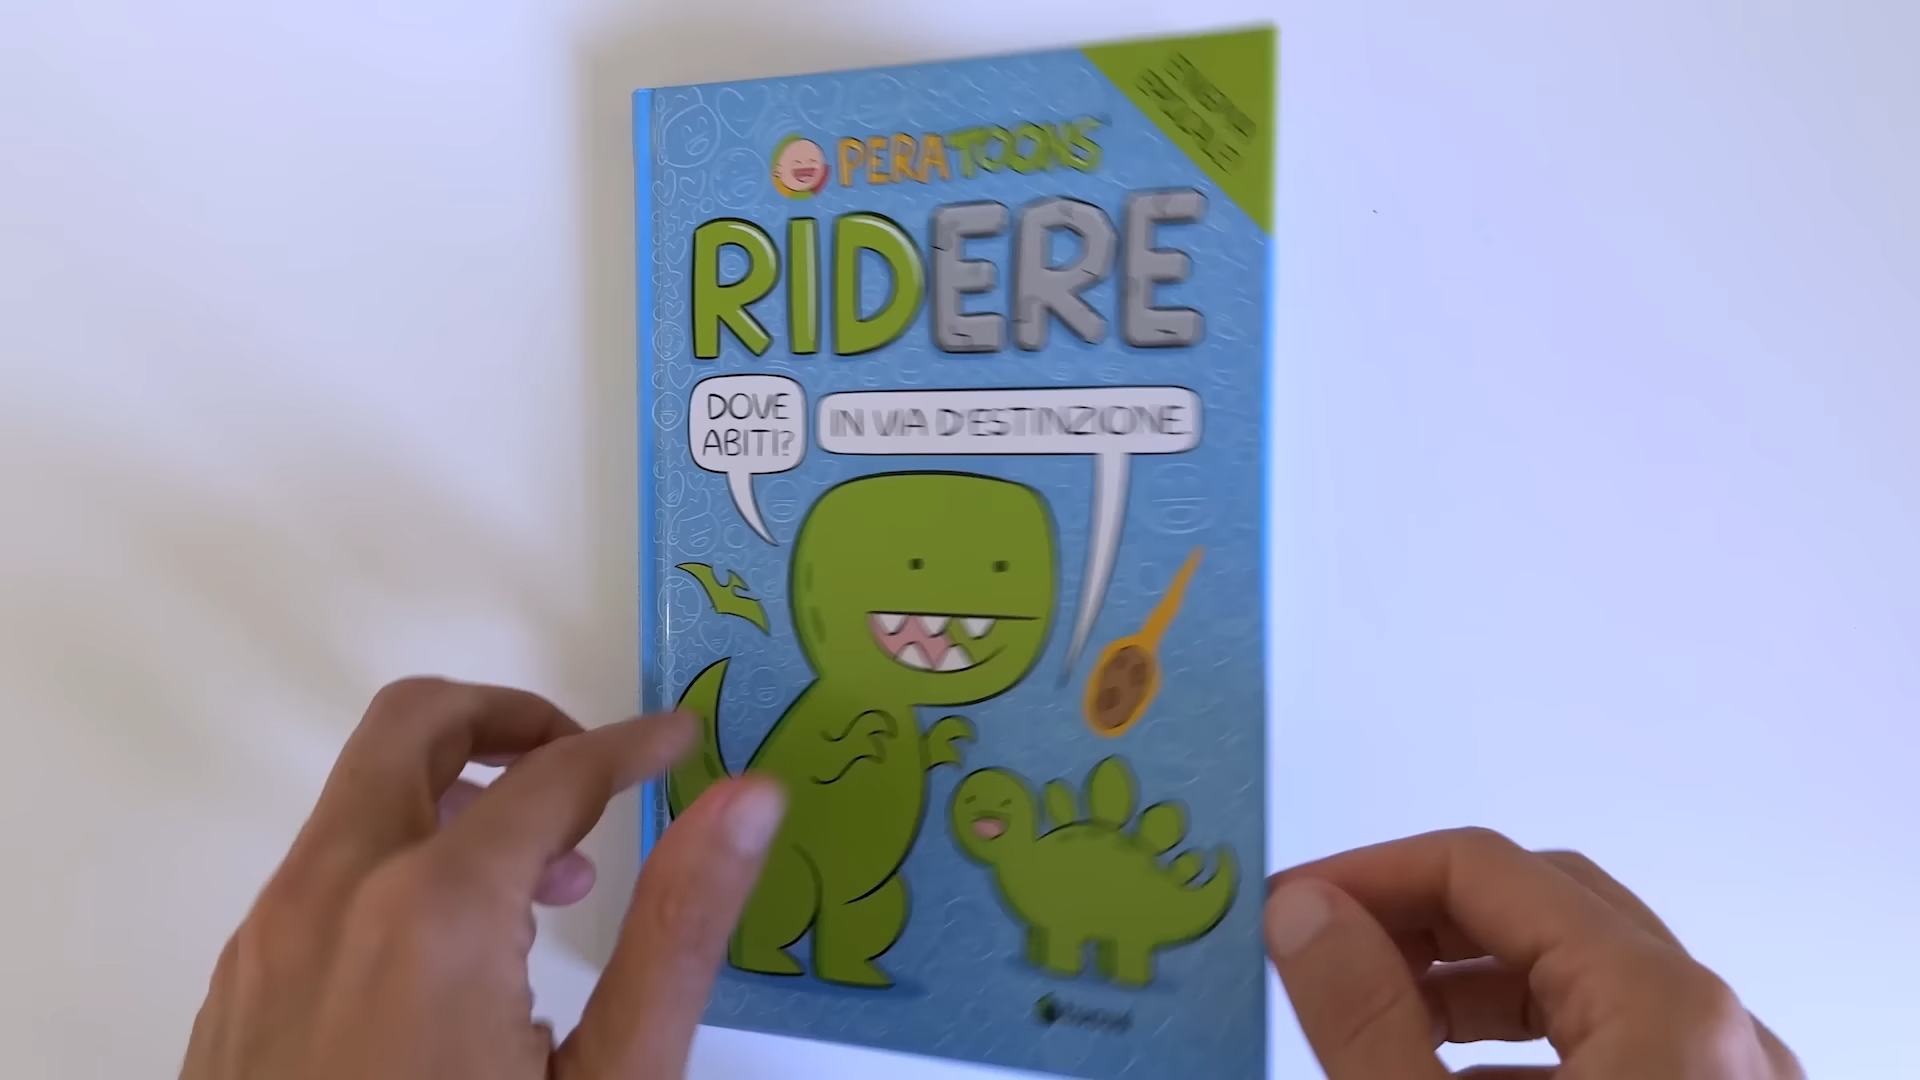 PERATOONS
RIDERE
DOVE
ABITI?
IN VIA D'ESTINZIONE.